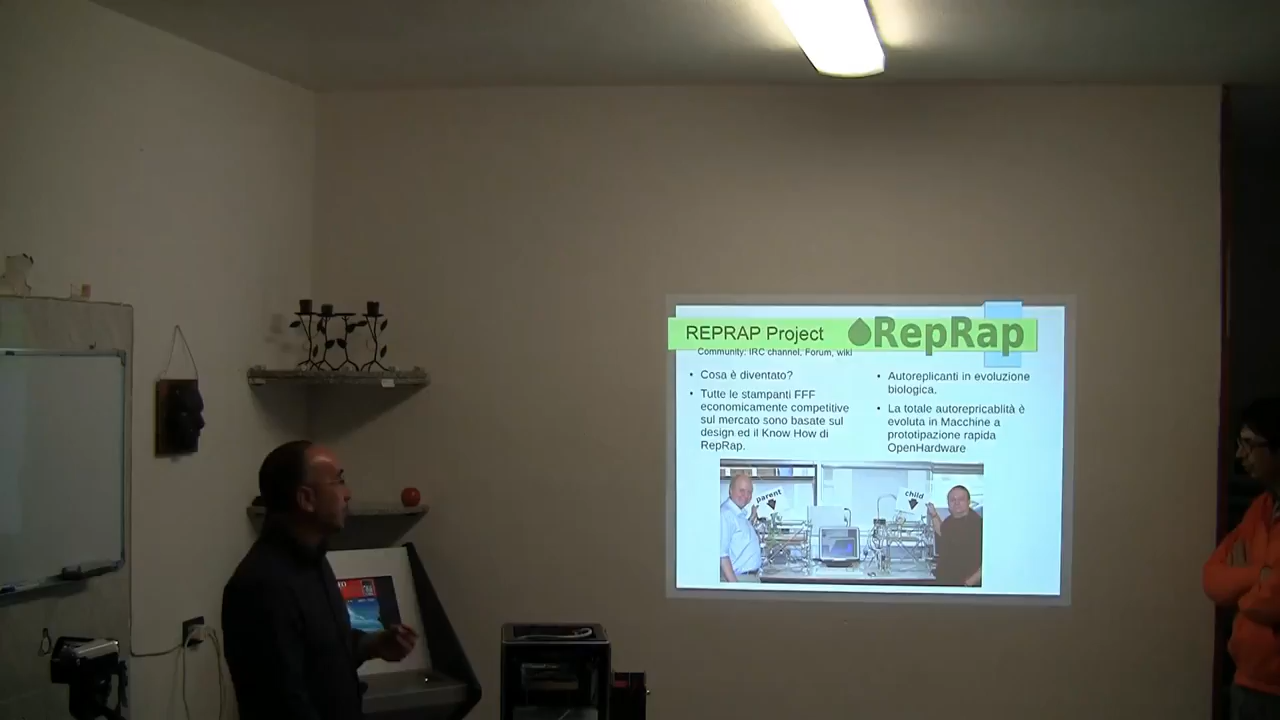 REPRAP Project
RepRap
Community: IRC channel, Forum, wiki
• Cosa è diventato?
• Tutte le stampanti FFF
economicamente competitive
sul mercato sono basate sul
design ed il Know How di
RepRap.
• Autoreplicanti in evoluzione
biologica.
• La totale autorepricablità è
evoluta in Macchine a
prototipazione rapida
OpenHardware
parent
child